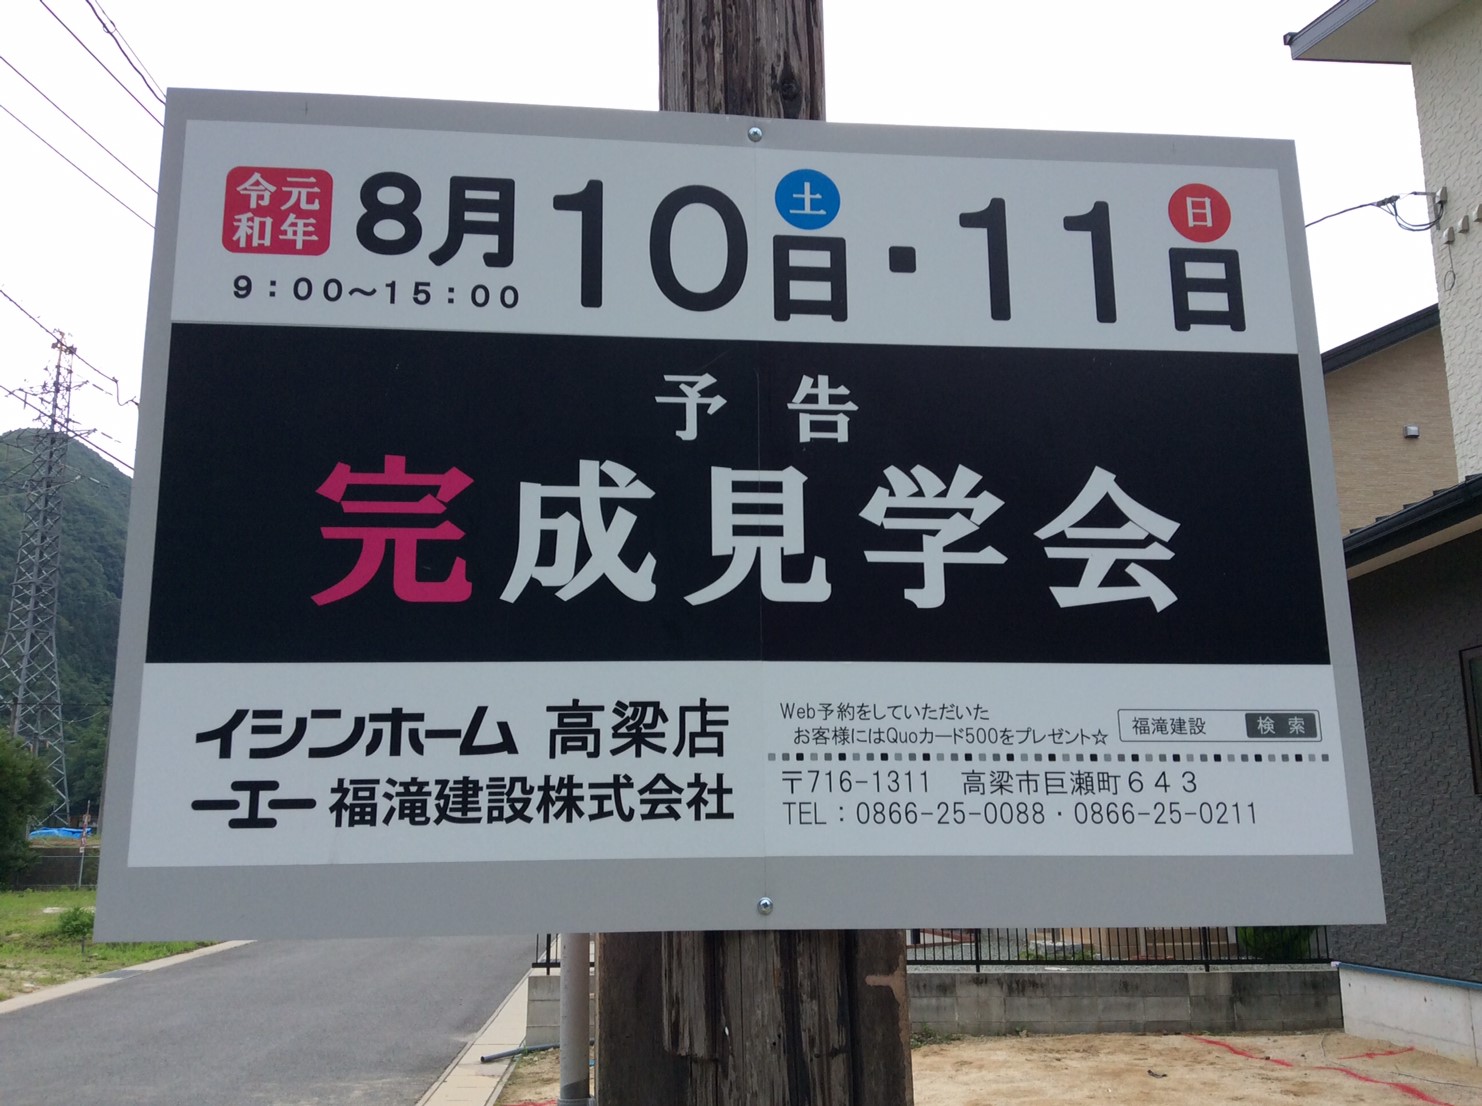 令和元年 8月10日(土)・11日(日)
9:00～15:00
予告
完成見学会
イシンホーム 高梁店
福滝建設株式会社
Web予約をしていただいた
お客様にはQuoカード500をプレゼント☆
福滝建設 検索
〒716-1311 高梁市巨瀬町643
TEL：0866-25-0088・0866-25-0211